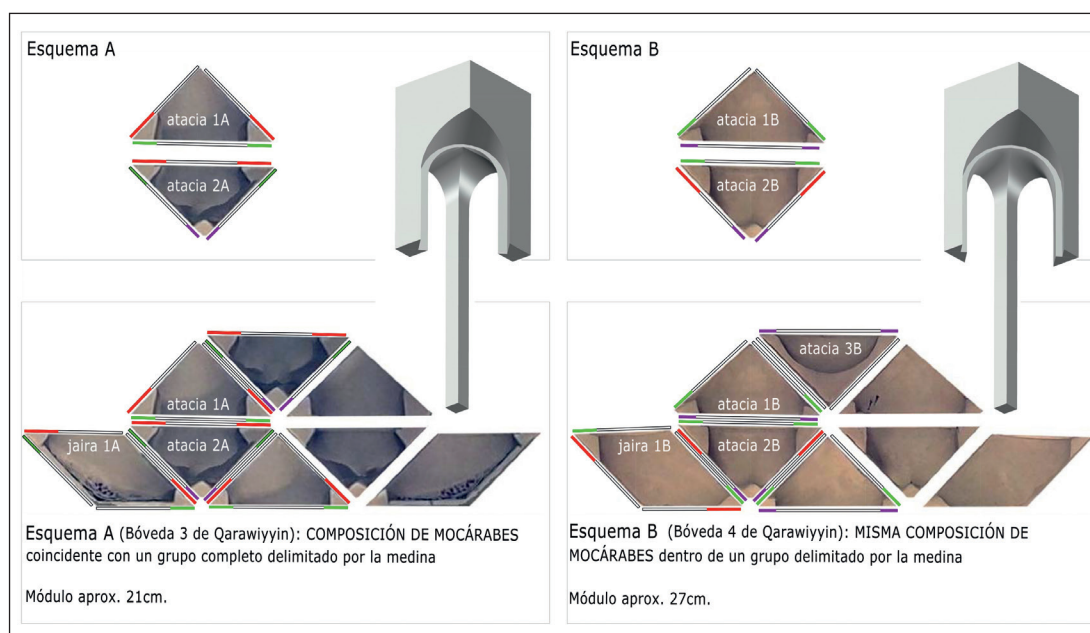 Esquema A
atacia 1A
atacia 2A
atacia 1A
jaira 1A
atacia 2A
Esquema A (Bóveda 3 de Qarawiyyin): COMPOSICIÓN DE MOCÁRABES
coincidente con un grupo completo delimitado por la medina
Módulo aprox. 21cm.
Esquema B
atacia 1B
atacia 2B
atacia 3B
atacia 1B
jaira 1B
atacia 2B
Esquema B (Bóveda 4 de Qarawiyyin): MISMA COMPOSICIÓN DE
MOCÁRABES dentro de un grupo delimitado por la medina
Módulo aprox. 27cm.